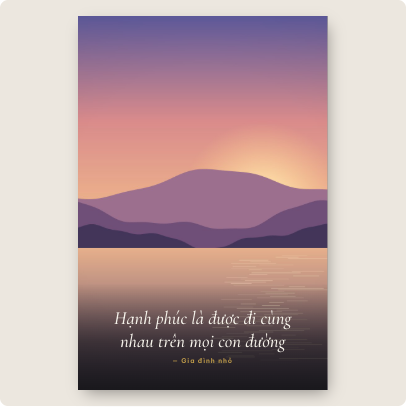 Hạnh phúc là được đi cùng
nhau trên mọi con đường
– Gia đình nhỏ